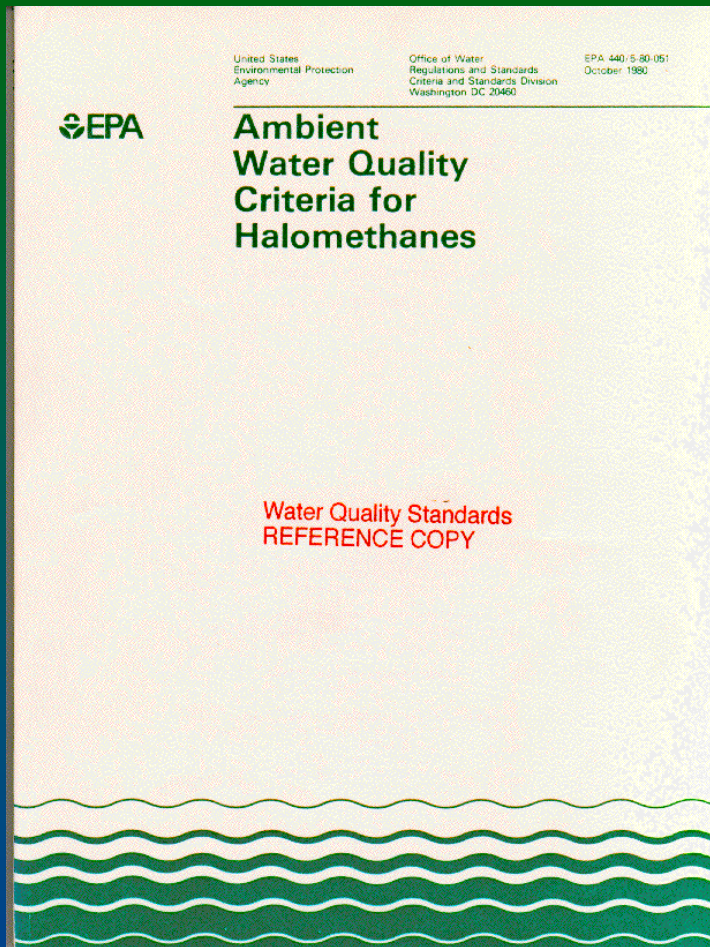 United States
Environmental Protection
Agency
Office of Water
Regulations and Standards
Criteria and Standards Division
Washington DC 20460
EPA 440/5-80-051
October 1980
EPA
Ambient
Water Quality
Criteria for
Halomethanes
Water Quality Standards
REFERENCE COPY